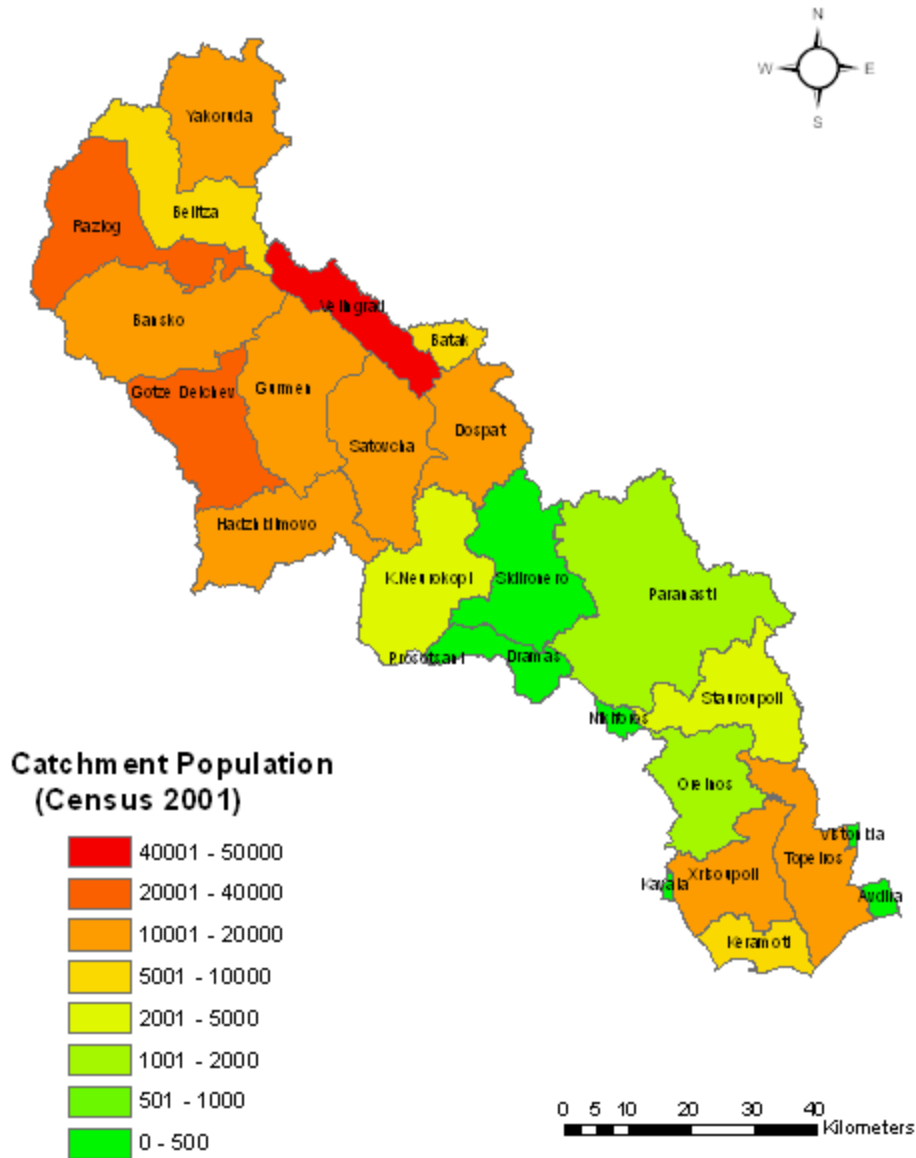 N
W E
S
Yakoruda
Belitza
Razlog
Velingrad
Bansko
Batak
Gotze Delchev
Gurmen
Dospat
Satovcha
Hadzhidimovo
K.Neurokopi
Skilronero
Paranesti
Prosotsani
Dramas
Stauroupoli
Nikiforos
Oreinos
Vistonida
Topeiros
Xrisoupoli
Kavala
Avdira
Keramoti
Catchment Population
(Census 2001)
40001 - 50000
20001 - 40000
10001 - 20000
5001 - 10000
2001 - 5000
1001 - 2000
501 - 1000
0 - 500
0 5 10 20 30 40
Kilometers